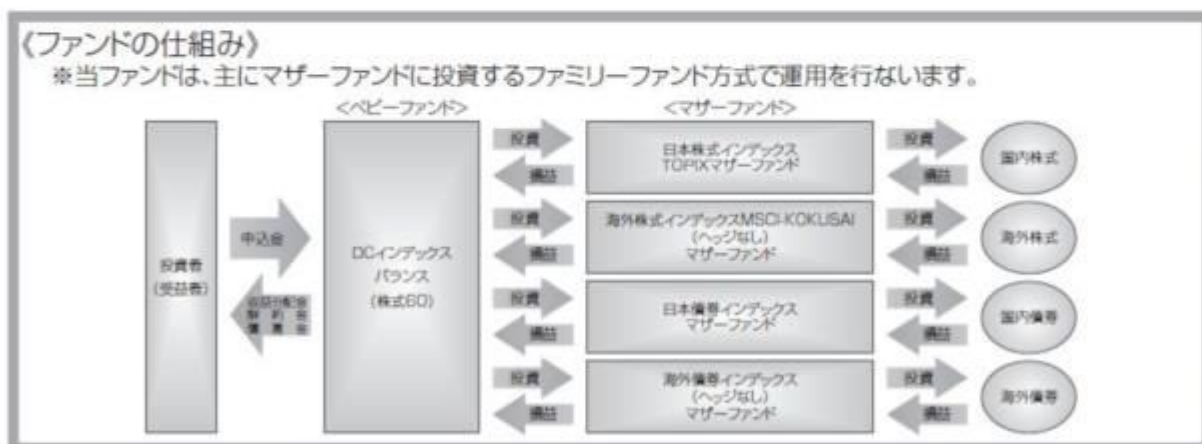 《ファンドの仕組み》
※当ファンドは、主にマザーファンドに投資するファミリーファンド方式で運用を行ないます。
<ベビーファンド>
<マザーファンド>
投資者
(受益者)
申込金
収益分配金
解約金
償還金
DCインデックス
バランス
(株式60)
投資
損益
日本株式インデックス
TOPIXマザーファンド
投資
損益
国内株式
投資
損益
海外株式インデックスMSCI-KOKUSAI
(ヘッジなし)
マザーファンド
投資
損益
海外株式
投資
損益
日本債券インデックス
マザーファンド
投資
損益
国内債券
投資
損益
海外債券インデックス
(ヘッジなし)
マザーファンド
投資
損益
海外債券